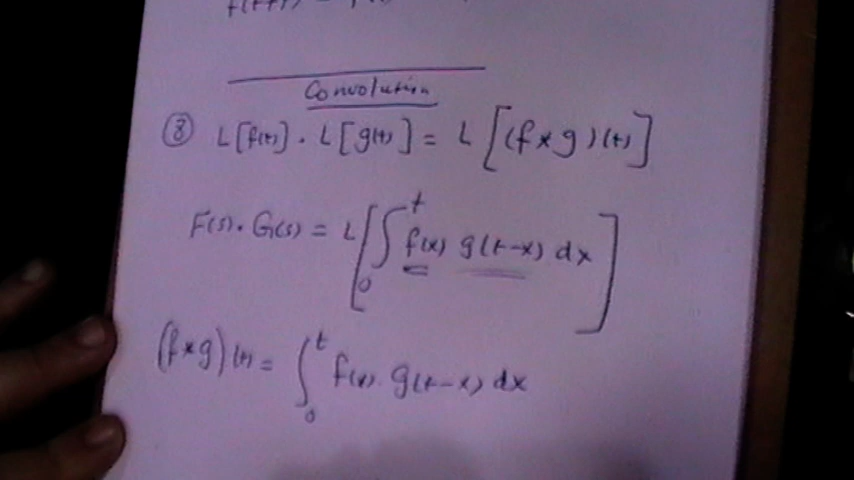 Convolution
⑧ L[f(t)] . L[g(t)] = L[(f*g)(t)]
F(s) . G(s) = L[∫₀ᵗ f(x) g(t-x) dx]
(f*g)(t) = ∫₀ᵗ f(x) . g(t-x) dx